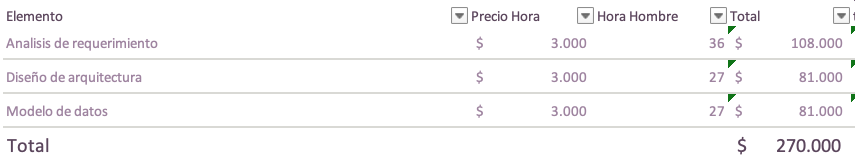 Elemento Precio Hora Hora Hombre Total
Analisis de requerimiento $ 3.000 36 $ 108.000
Diseño de arquitectura $ 3.000 27 $ 81.000
Modelo de datos $ 3.000 27 $ 81.000
Total $ 270.000